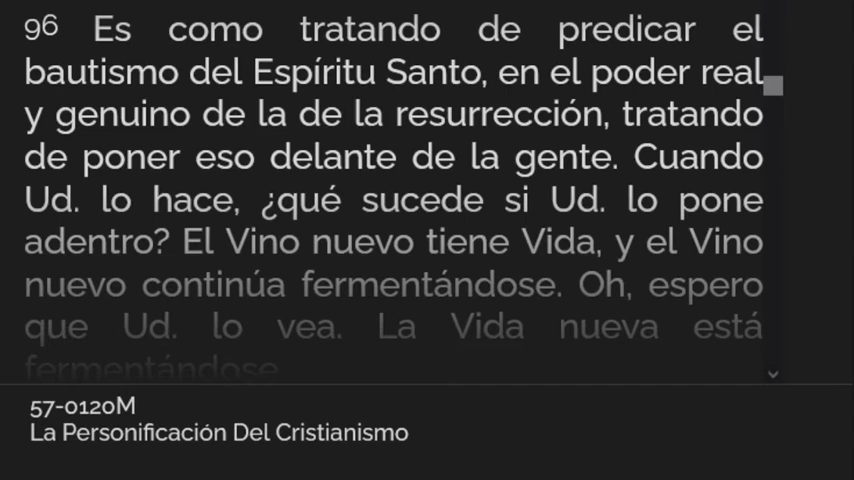 96 Es como tratando de predicar el
bautismo del Espíritu Santo, en el poder real
y genuino de la de la resurrección, tratando
de poner eso delante de la gente. Cuando
Ud. lo hace, ¿qué sucede si Ud. lo pone
adentro? El Vino nuevo tiene Vida, y el Vino
nuevo continúa fermentándose. Oh, espero
que Ud. lo vea. La Vida nueva está
fermentándose
57-0120M
La Personificación Del Cristianismo